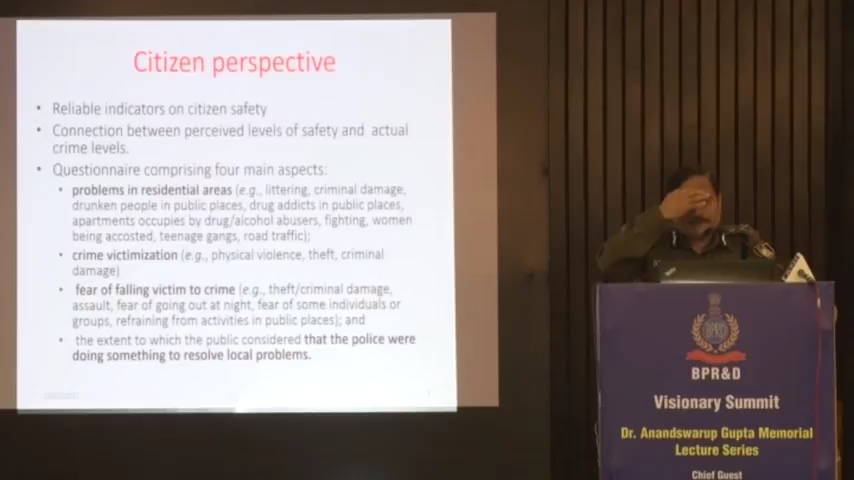 Citizen perspective
• Reliable indicators on citizen safety
• Connection between perceived levels of safety and actual
crime levels.
• Questionnaire comprising four main aspects:
• problems in residential areas (e.g., littering, criminal damage,
drunken people in public places, drug addicts in public places,
apartments occupies by drug/alcohol abusers, fighting, women
being accosted, teenage gangs, road traffic);
• crime victimization (e.g., physical violence, theft, criminal
damage)
• fear of falling victim to crime (e.g., theft/criminal damage,
assault, fear of going out at night, fear of some individuals or
groups, refraining from activities in public places); and
• the extent to which the public considered that the police were
doing something to resolve local problems.
BPR&D
BPR&D
Visionary Summit
Dr. Anandswarup Gupta Memorial
Lecture Series
Chief Guest